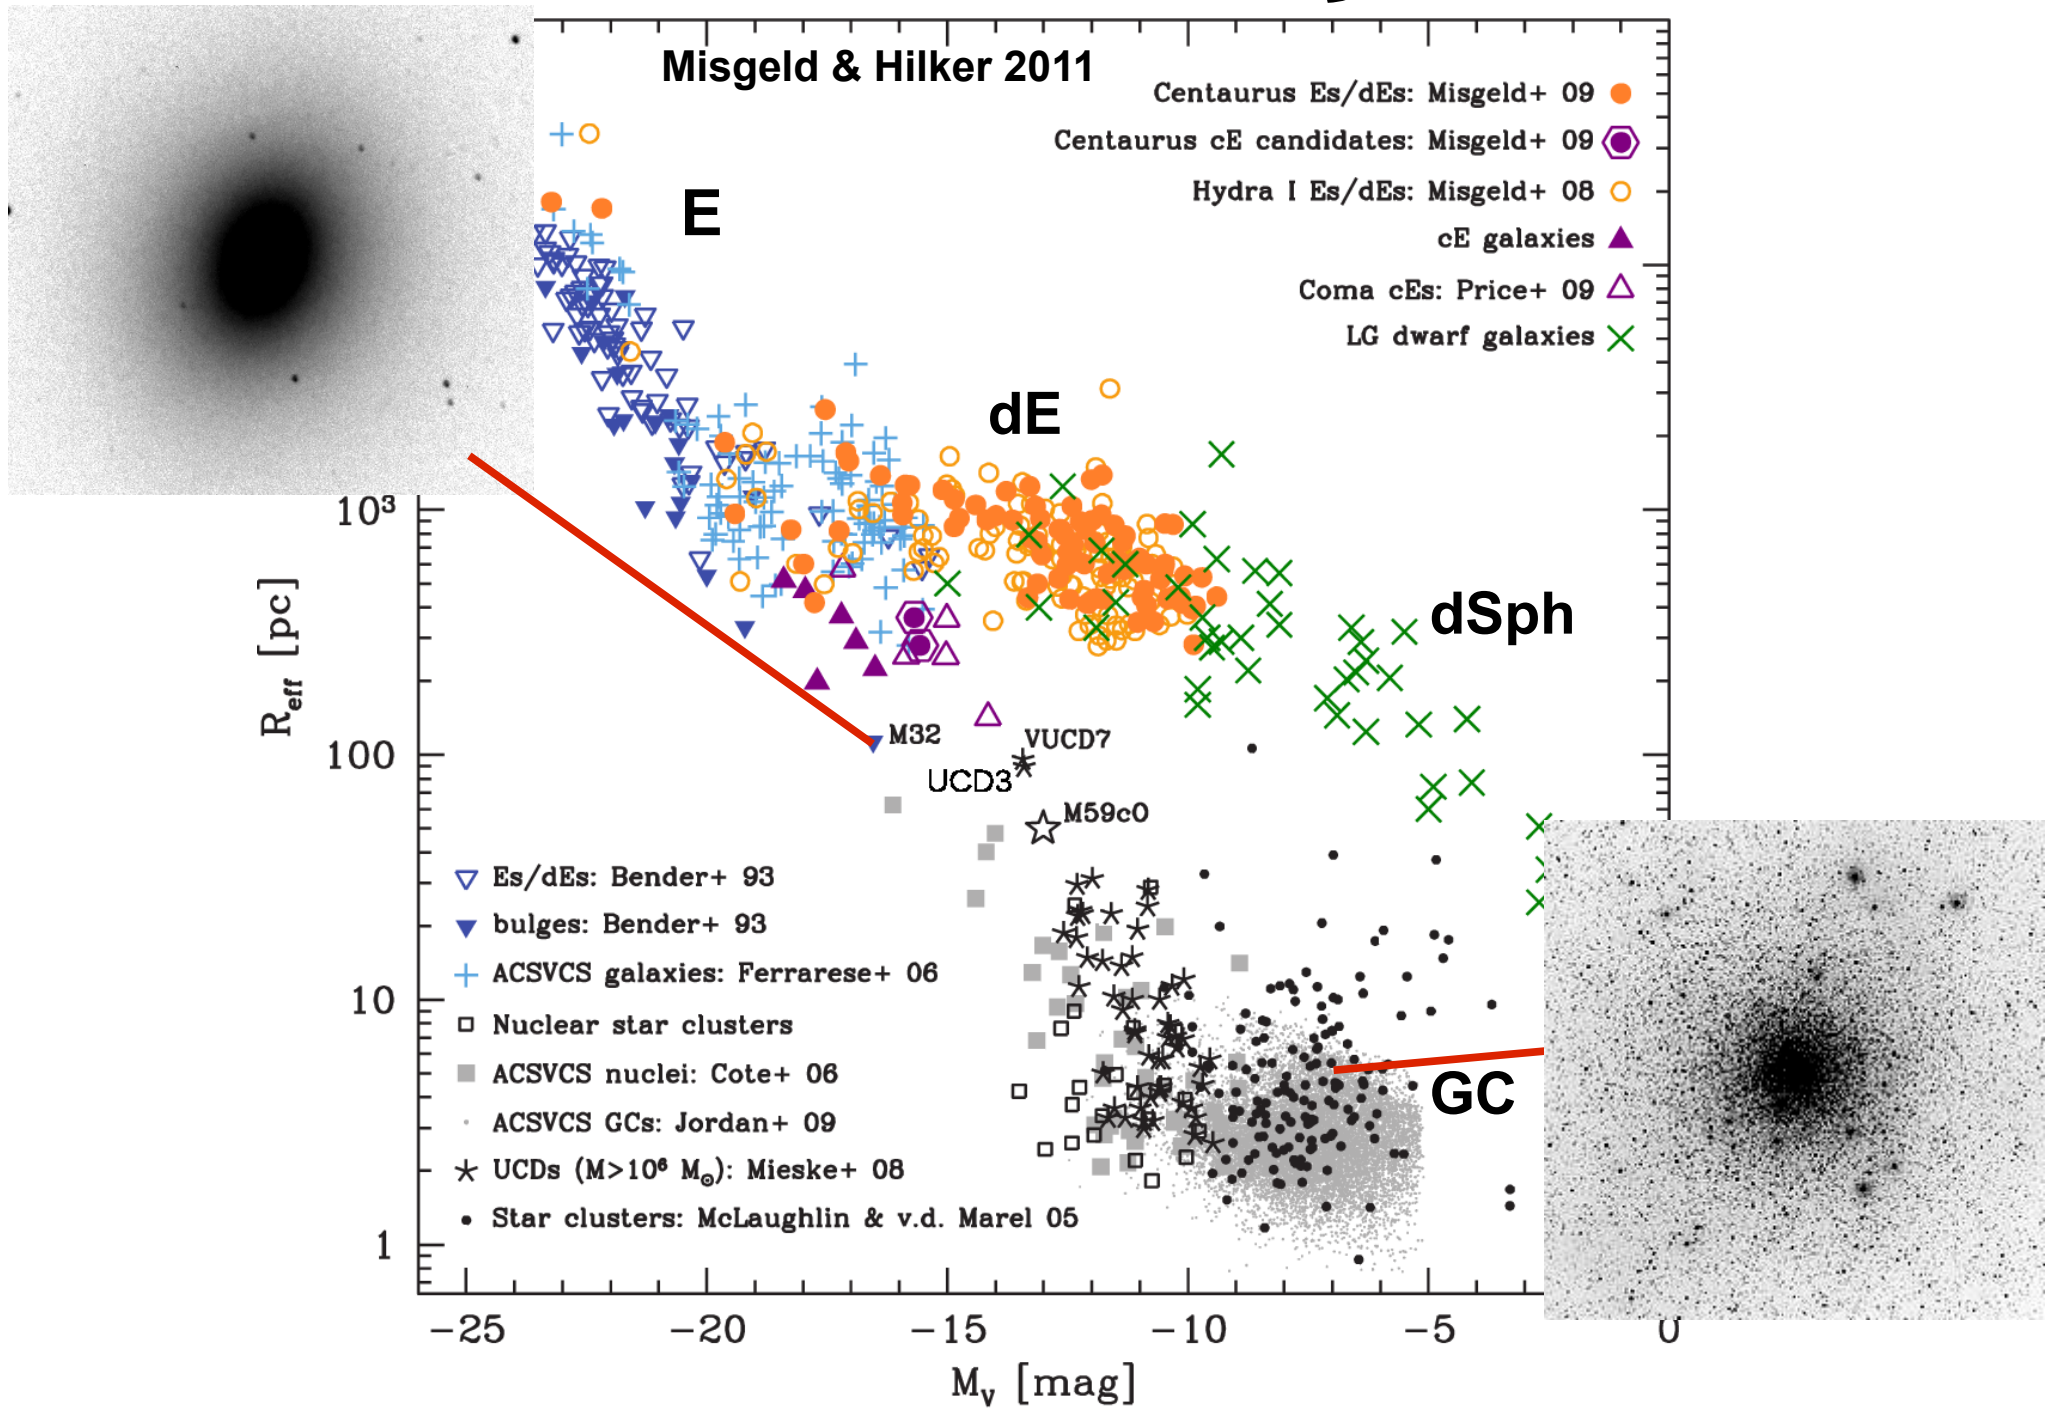 Misgeld & Hilker 2011
Centaurus Es/dEs: Misgeld+ 09
Centaurus cE candidates: Misgeld+ 09
Hydra I Es/dEs: Misgeld+ 08
cE galaxies
Coma cEs: Price+ 09
LG dwarf galaxies
E
dE
dSph
GC
M32
VUCD7
UCD3
M59cO
Es/dEs: Bender+ 93
bulges: Bender+ 93
ACSVCS galaxies: Ferrarese+ 06
Nuclear star clusters
ACSVCS nuclei: Cote+ 06
ACSVCS GCs: Jordan+ 09
UCDs (M>10⁶ M⊙): Mieske+ 08
Star clusters: McLaughlin & v.d. Marel 05
R_eff [pc]
10³
100
10
1
−25
−20
−15
−10
−5
0
M_V [mag]